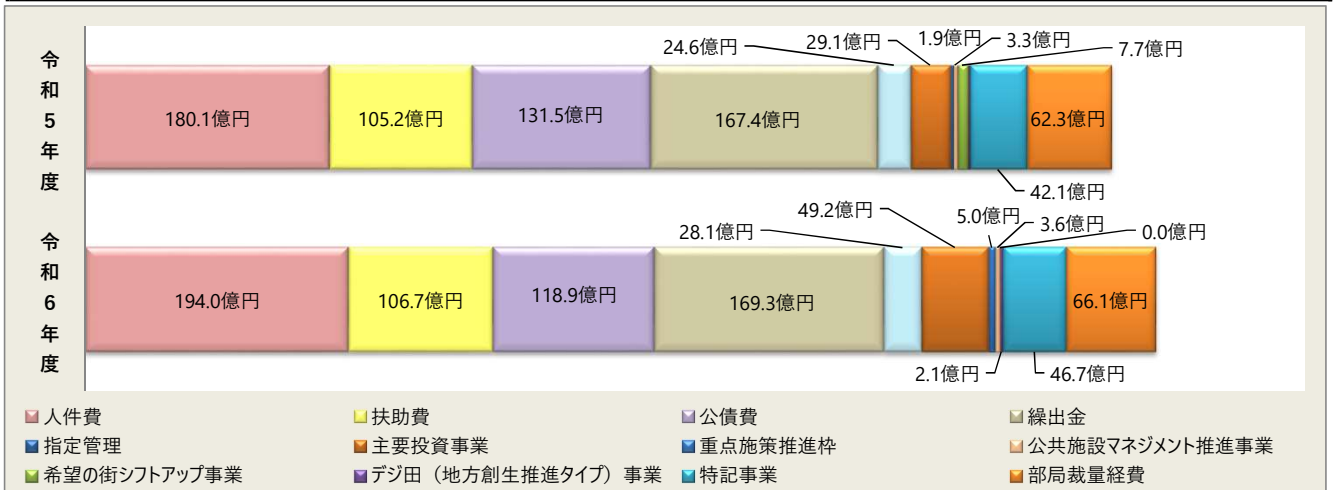 令和5年度
24.6億円 29.1億円 1.9億円 3.3億円 7.7億円
180.1億円 105.2億円 131.5億円 167.4億円 62.3億円
42.1億円
令和6年度
28.1億円 49.2億円 5.0億円 3.6億円 0.0億円
194.0億円 106.7億円 118.9億円 169.3億円 66.1億円
2.1億円 46.7億円
人件費 扶助費 公債費 繰出金
指定管理 主要投資事業 重点施策推進枠 公共施設マネジメント推進事業
希望の街シフトアップ事業 デジ田（地方創生推進タイプ）事業 特記事業 部局裁量経費